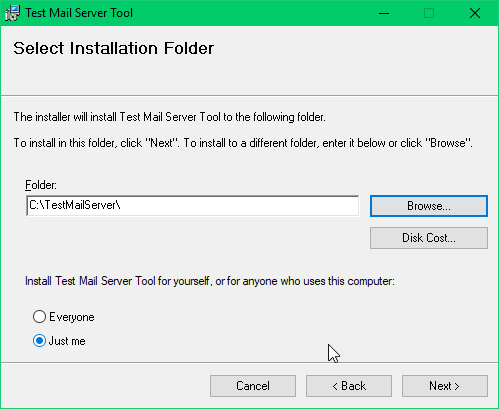 Test Mail Server Tool
Select Installation Folder
The installer will install Test Mail Server Tool to the following folder.
To install in this folder, click "Next". To install to a different folder, enter it below or click "Browse".
Folder:
C:\TestMailServer\
Browse...
Disk Cost...
Install Test Mail Server Tool for yourself, or for anyone who uses this computer:
Everyone
Just me
Cancel
< Back
Next >